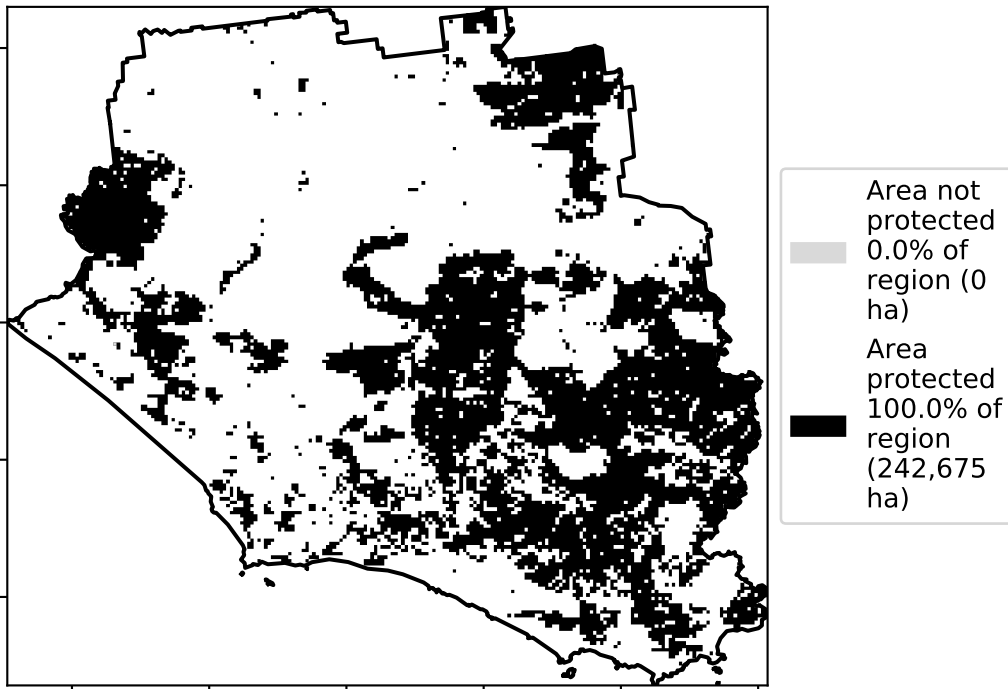 Area not
protected
0.0% of
region (0
ha)
Area
protected
100.0% of
region
(242,675
ha)